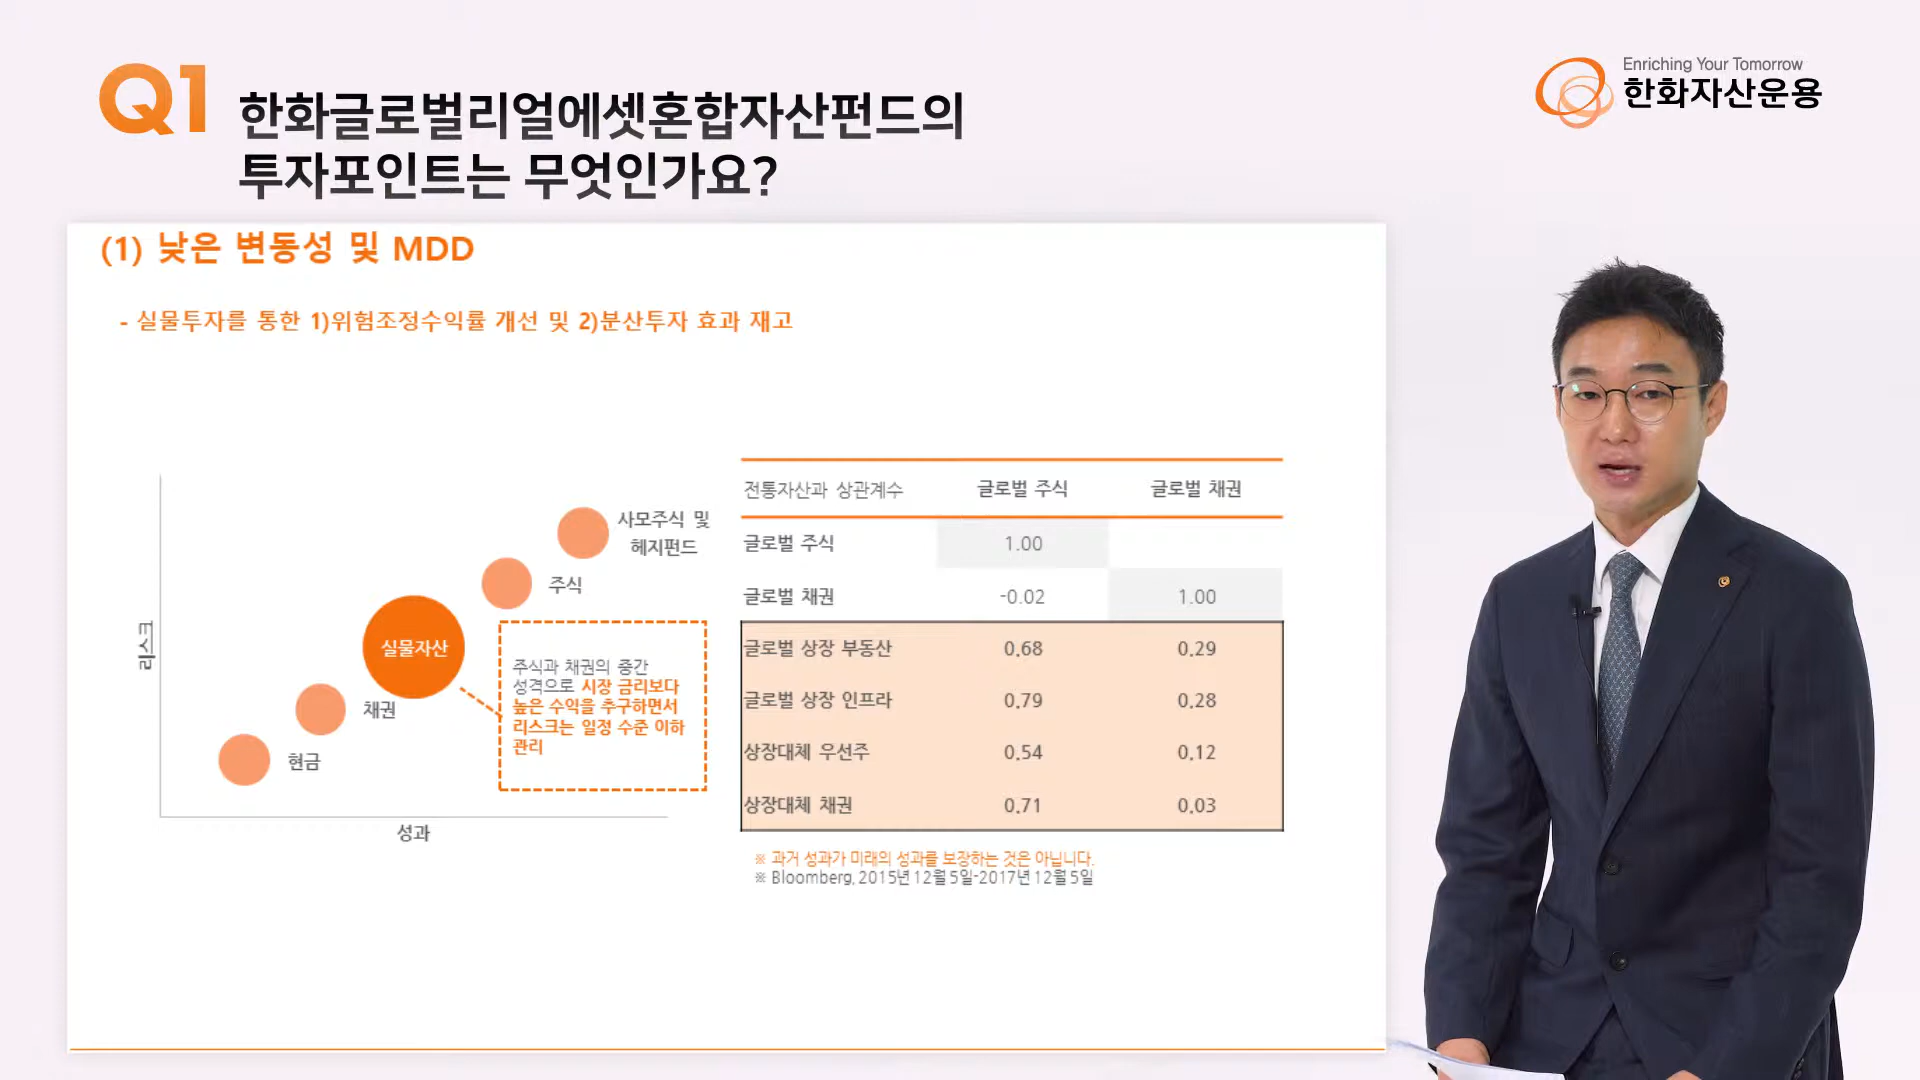 Q1 한화글로벌리얼에셋혼합자산펀드의
투자포인트는 무엇인가요?
Enriching Your Tomorrow
한화자산운용
(1) 낮은 변동성 및 MDD
- 실물투자를 통한 1)위험조정수익률 개선 및 2)분산투자 효과 재고
리스크
사모주식 및
헤지펀드
주식
실물자산
채권
현금
성과
주식과 채권의 중간
성격으로 시장 금리보다
높은 수익을 추구하면서
리스크는 일정 수준 이하
관리
전통자산과 상관계수 글로벌 주식 글로벌 채권
글로벌 주식 1.00
글로벌 채권 -0.02 1.00
글로벌 상장 부동산 0.68 0.29
글로벌 상장 인프라 0.79 0.28
상장대체 우선주 0.54 0.12
상장대체 채권 0.71 0.03
※ 과거 성과가 미래의 성과를 보장하는 것은 아닙니다.
※ Bloomberg, 2015년 12월 5일-2017년 12월 5일